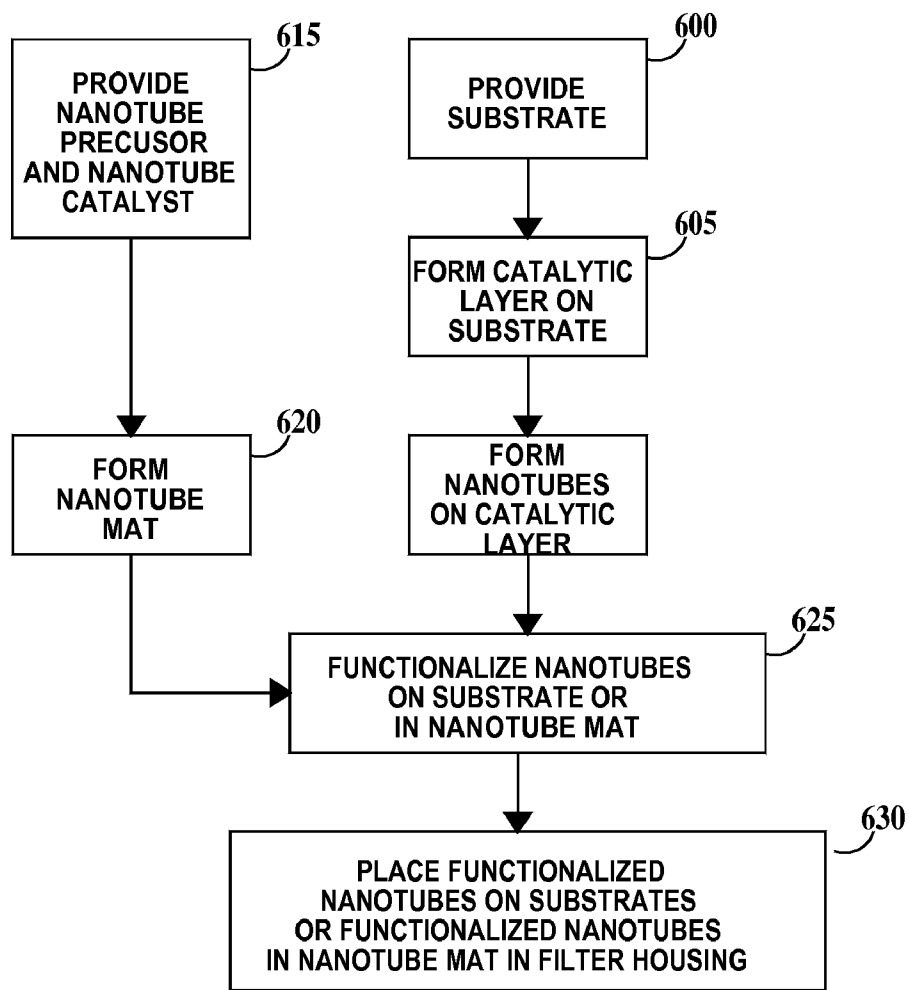 615
PROVIDE
NANOTUBE
PRECUSOR
AND NANOTUBE
CATALYST
600
PROVIDE
SUBSTRATE
605
FORM CATALYTIC
LAYER ON
SUBSTRATE
620
FORM
NANOTUBE
MAT
FORM
NANOTUBES
ON CATALYTIC
LAYER
625
FUNCTIONALIZE NANOTUBES
ON SUBSTRATE OR
IN NANOTUBE MAT
630
PLACE FUNCTIONALIZED
NANOTUBES ON SUBSTRATES
OR FUNCTIONALIZED NANOTUBES
IN NANOTUBE MAT IN FILTER HOUSING